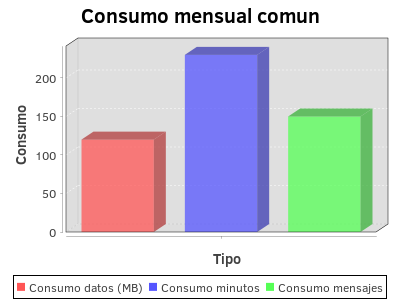 Consumo mensual comun
Consumo
200
150
100
50
0
Tipo
Consumo datos (MB) Consumo minutos Consumo mensajes